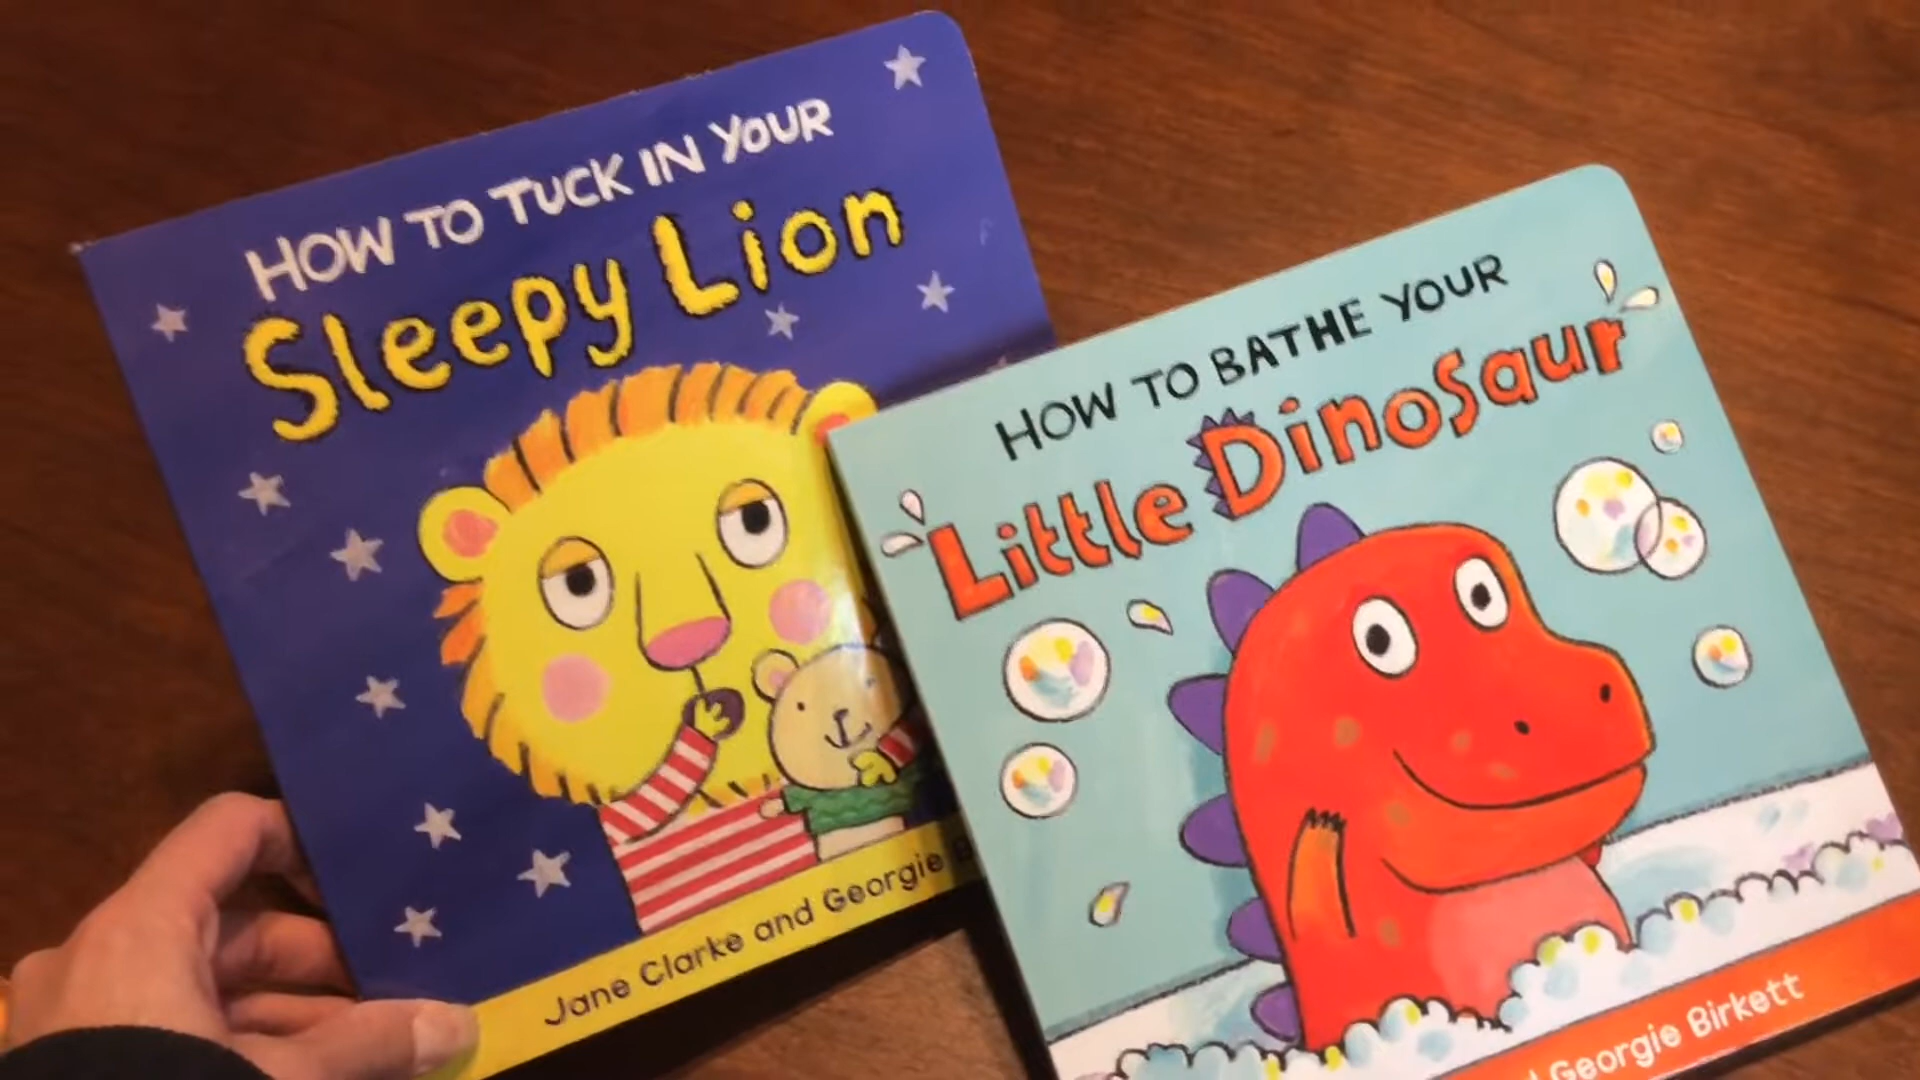 HOW TO TUCK IN YOUR
Sleepy Lion
Jane Clarke and Georgie
HOW TO BATHE YOUR
Little Dinosaur
Georgie Birkett